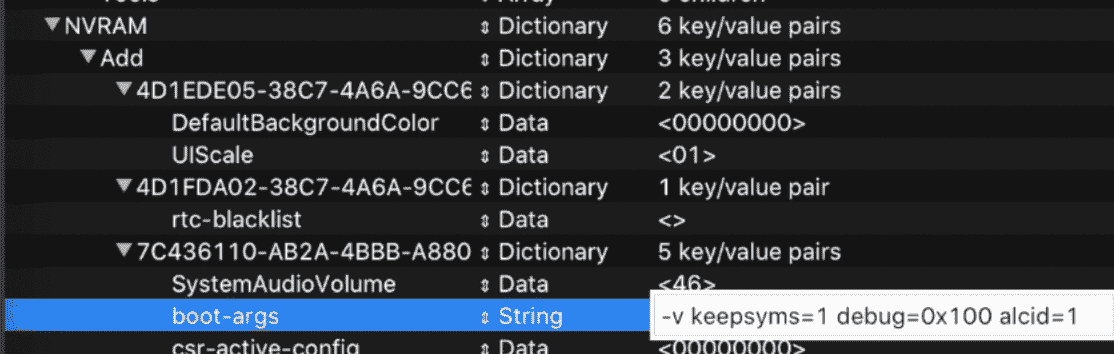 NVRAM Dictionary 6 key/value pairs
Add Dictionary 3 key/value pairs
4D1EDE05-38C7-4A6A-9CC6 Dictionary 2 key/value pairs
DefaultBackgroundColor Data <00000000>
UIScale Data <01>
4D1FDA02-38C7-4A6A-9CC6 Dictionary 1 key/value pair
rtc-blacklist Data <>
7C436110-AB2A-4BBB-A880 Dictionary 5 key/value pairs
SystemAudioVolume Data <46>
boot-args String -v keepsyms=1 debug=0x100 alcid=1
csr-active-config Data <00000000>